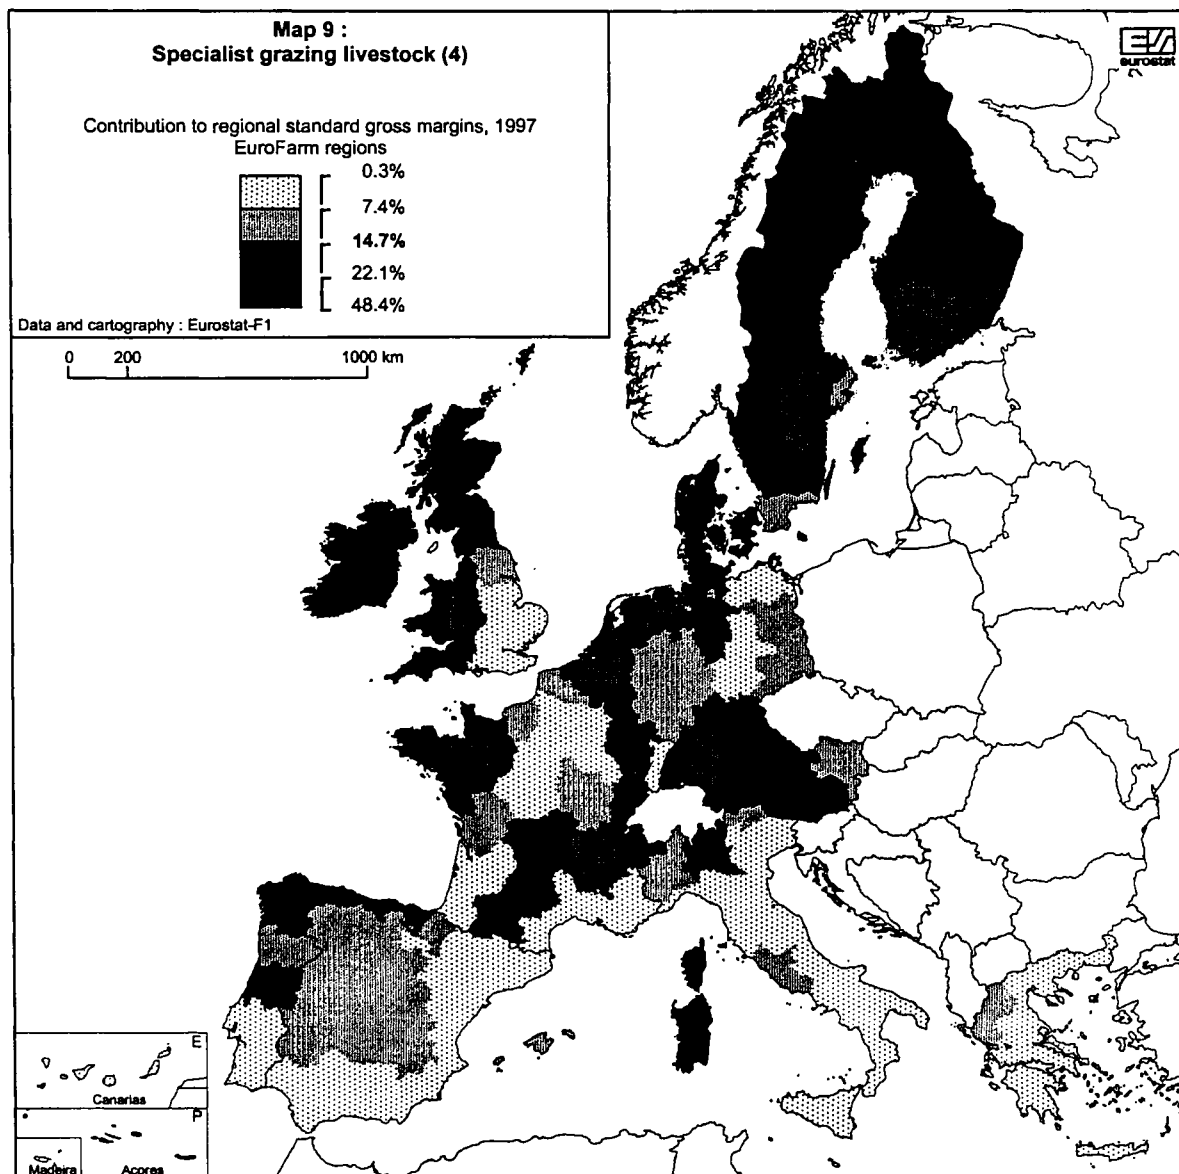 Map 9 :
Specialist grazing livestock (4)
Contribution to regional standard gross margins, 1997
EuroFarm regions
0.3%
7.4%
14.7%
22.1%
48.4%
Data and cartography : Eurostat-F1
eurostat
0 200 1000 km
E
Canarias
P
Madeira
Açores